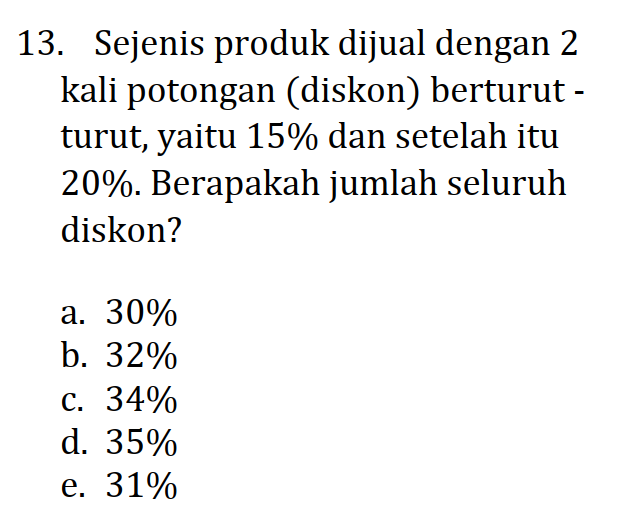 13. Sejenis produk dijual dengan 2
kali potongan (diskon) berturut -
turut, yaitu 15% dan setelah itu
20%. Berapakah jumlah seluruh
diskon?
a. 30%
b. 32%
c. 34%
d. 35%
e. 31%